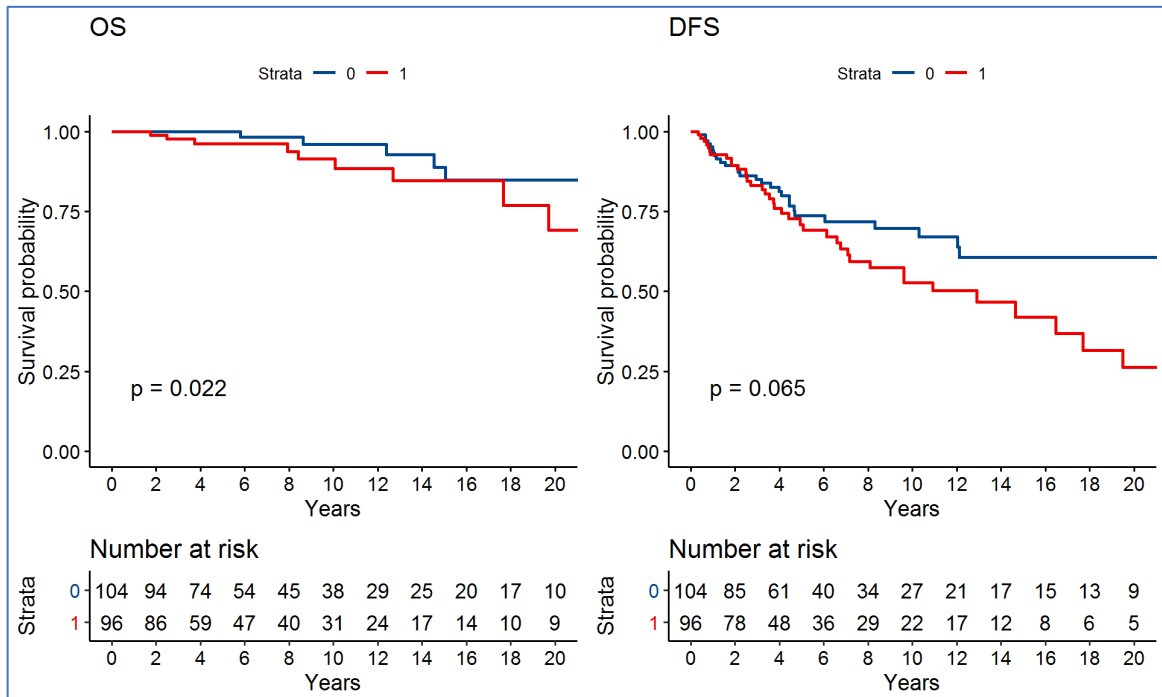 OS
Strata 0 1
Survival probability
1.00
0.75
0.50
0.25
0.00
p = 0.022
0 2 4 6 8 10 12 14 16 18 20
Years
Number at risk
Strata
0 104 94 74 54 45 38 29 25 20 17 10
1 96 86 59 47 40 31 24 17 14 10 9
0 2 4 6 8 10 12 14 16 18 20
Years
DFS
Strata 0 1
Survival probability
1.00
0.75
0.50
0.25
0.00
p = 0.065
0 2 4 6 8 10 12 14 16 18 20
Years
Number at risk
Strata
0 104 85 61 40 34 27 21 17 15 13 9
1 96 78 48 36 29 22 17 12 8 6 5
0 2 4 6 8 10 12 14 16 18 20
Years